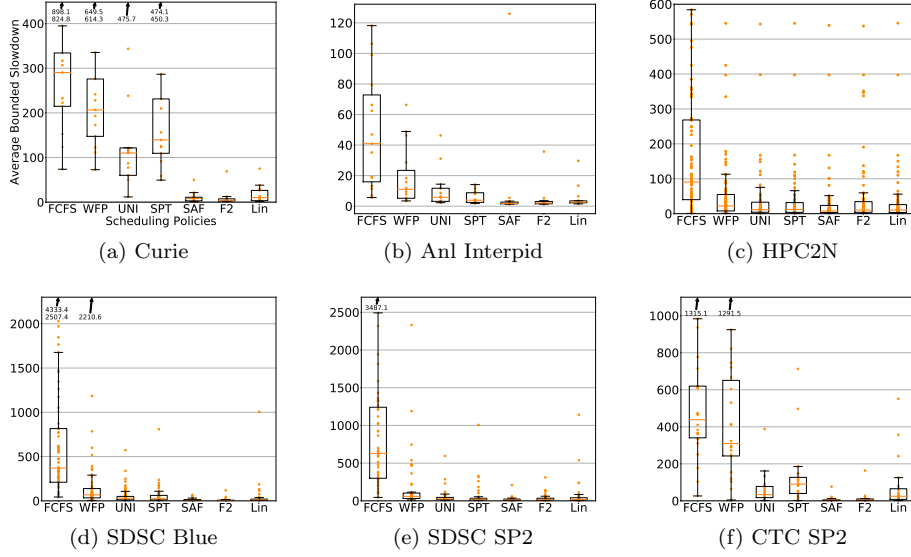 898.1 649.5 474.1
824.8 614.3 475.7 450.3
400
300
200
100
0
Average Bounded Slowdown
FCFS WFP UNI SPT SAF F2 Lin
Scheduling Policies
(a) Curie
120
100
80
60
40
20
0
FCFS WFP UNI SPT SAF F2 Lin
(b) Anl Interpid
600
500
400
300
200
100
0
FCFS WFP UNI SPT SAF F2 Lin
(c) HPC2N
4333.4
2507.4 2210.6
2000
1500
1000
500
0
FCFS WFP UNI SPT SAF F2 Lin
(d) SDSC Blue
3487.1
2500
2000
1500
1000
500
0
FCFS WFP UNI SPT SAF F2 Lin
(e) SDSC SP2
1315.1 1291.5
1000
800
600
400
200
0
FCFS WFP UNI SPT SAF F2 Lin
(f) CTC SP2